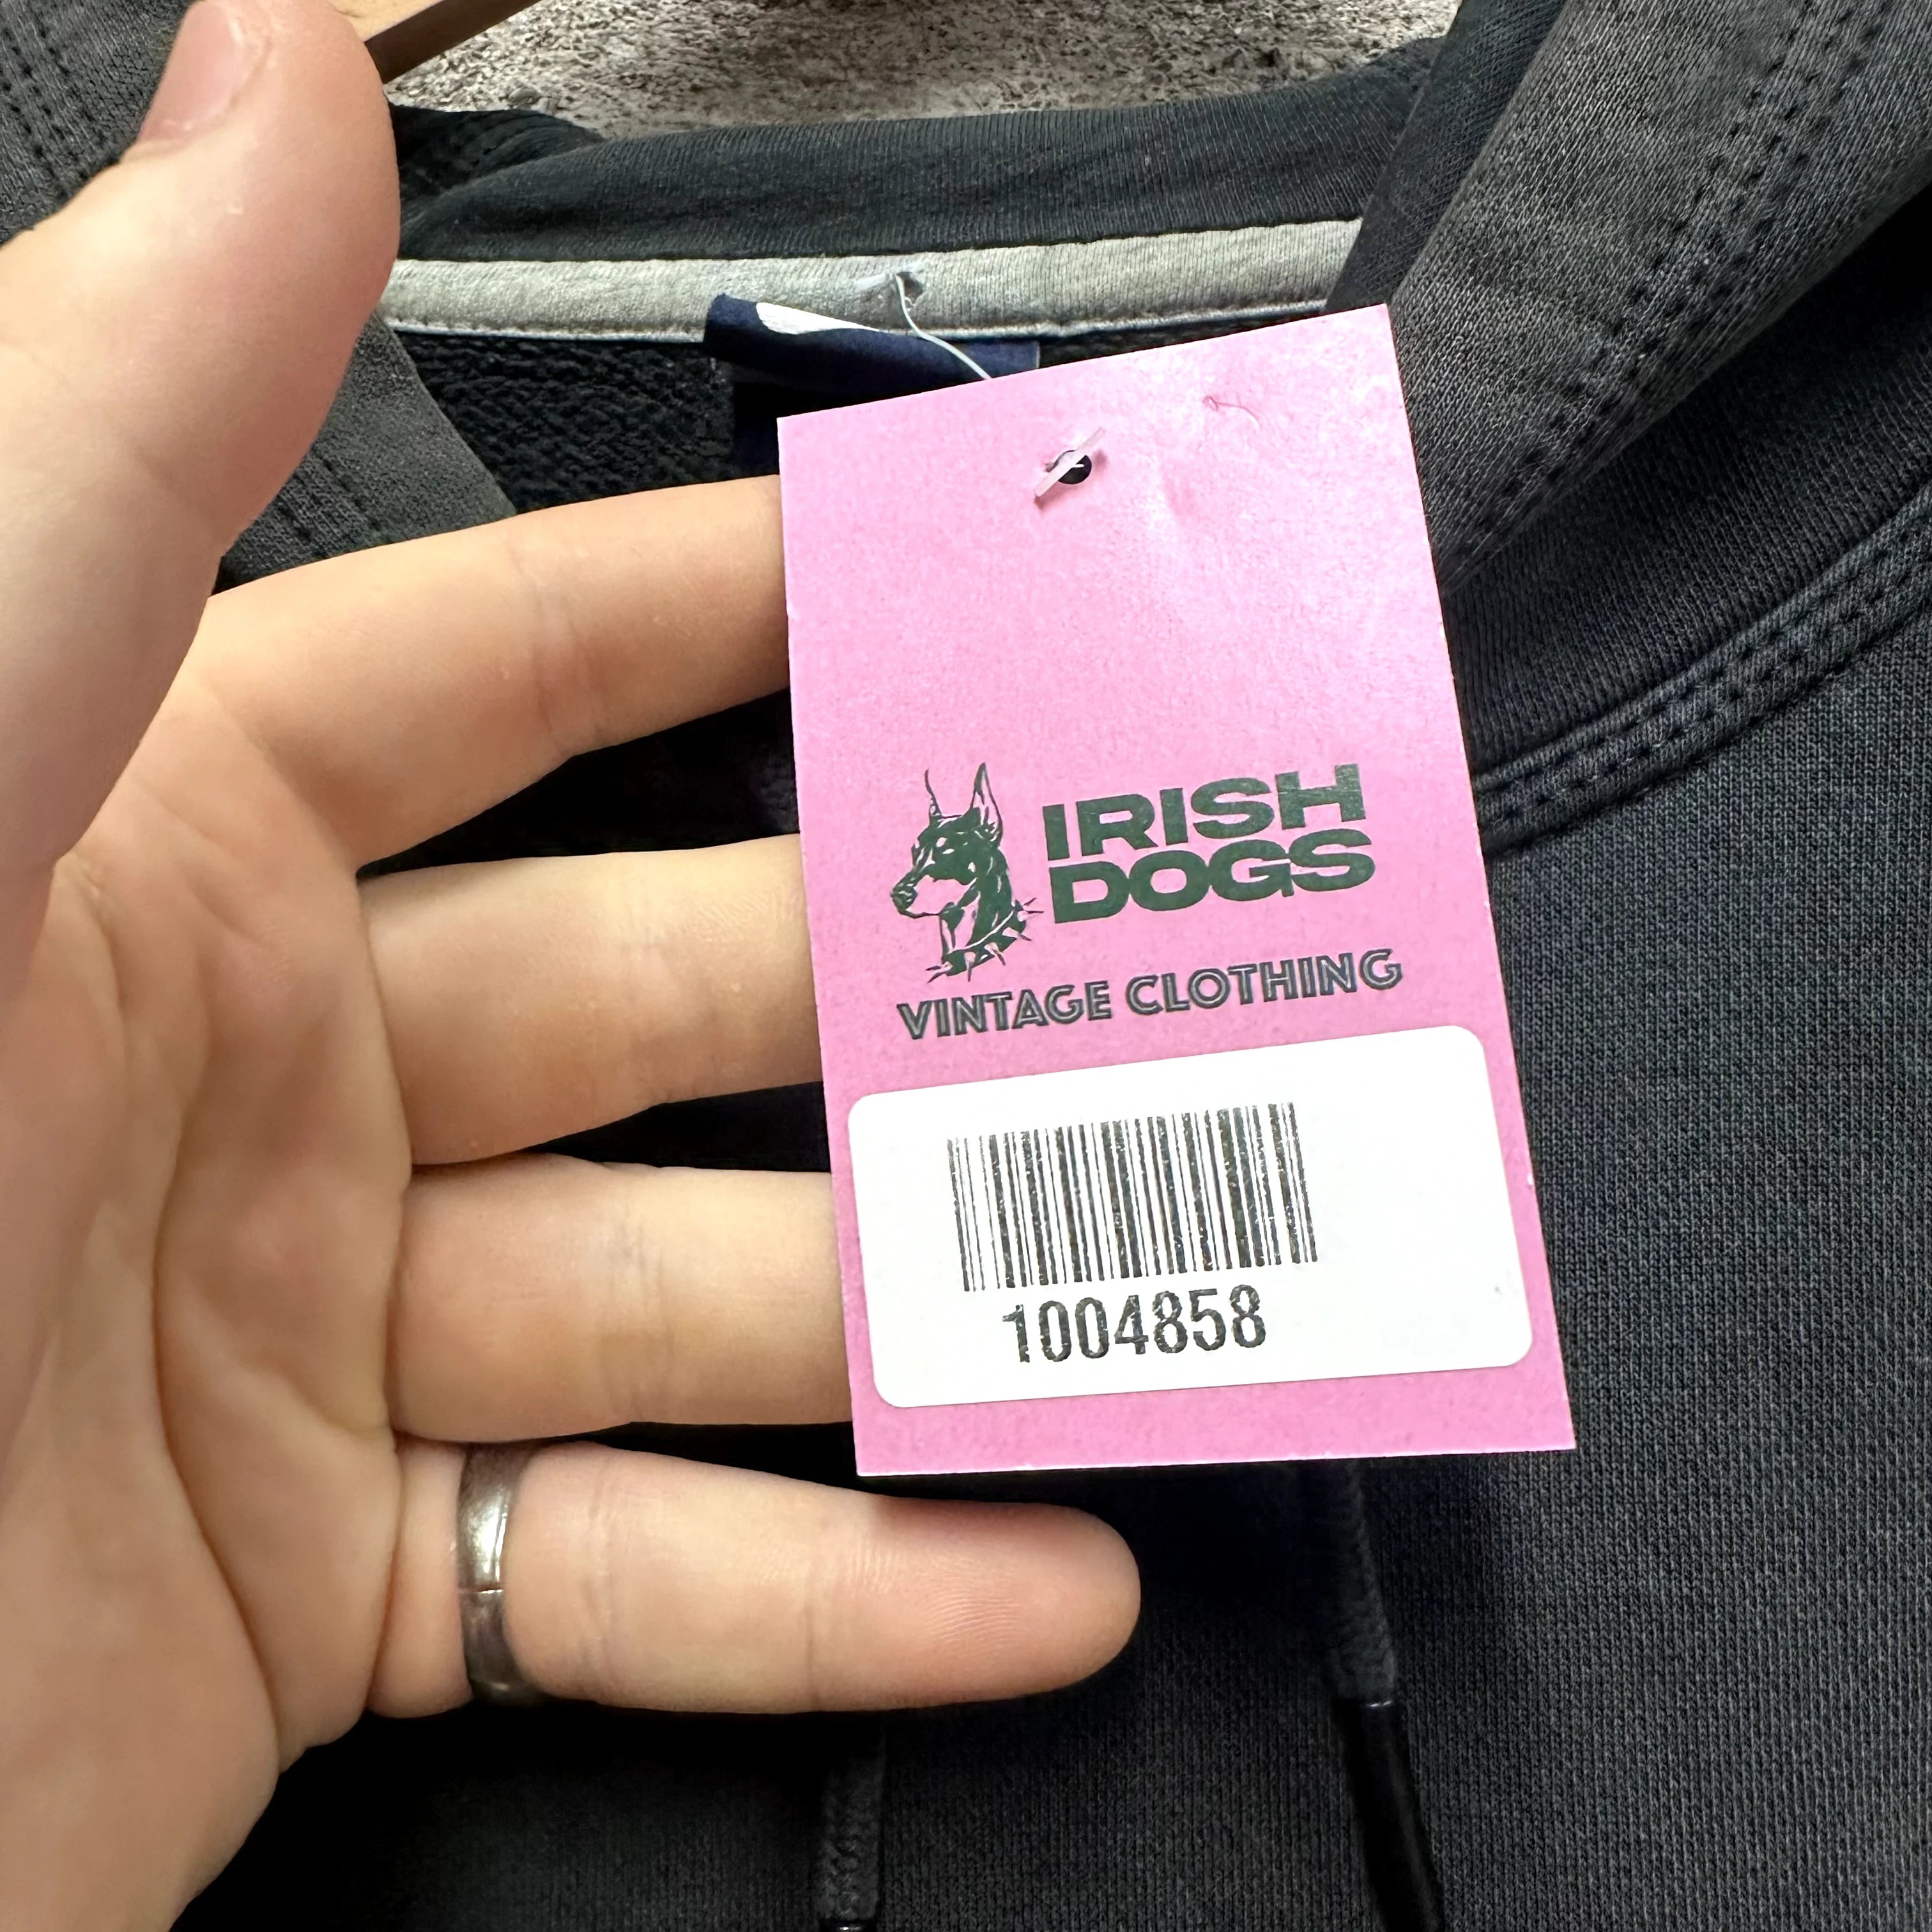 IRISH
DOGS
VINTAGE CLOTHING
1004858